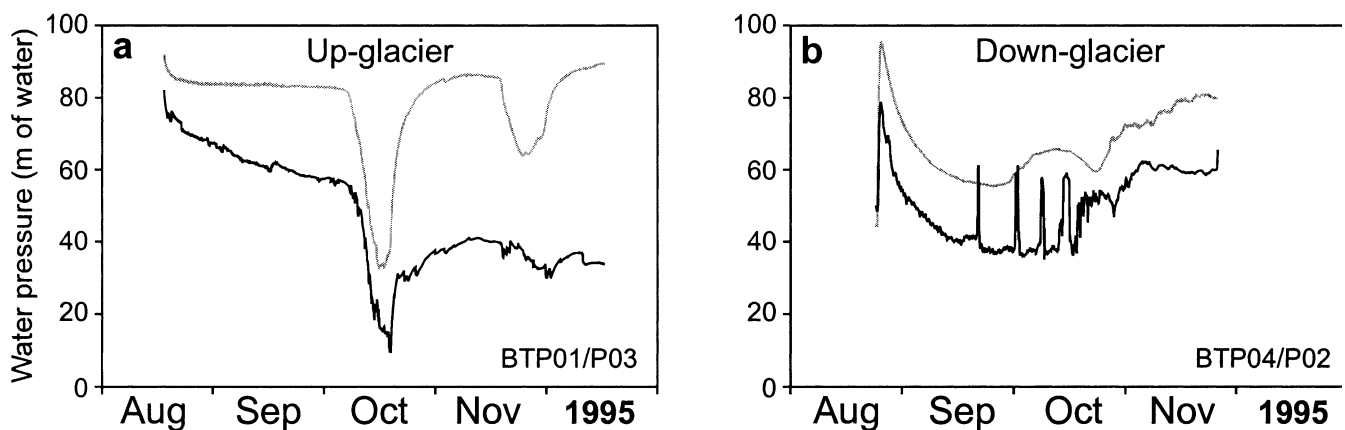 Water pressure (m of water)
100
80
60
40
20
0
a
Up-glacier
BTP01/P03
Aug Sep Oct Nov 1995
100
80
60
40
20
0
b
Down-glacier
BTP04/P02
Aug Sep Oct Nov 1995